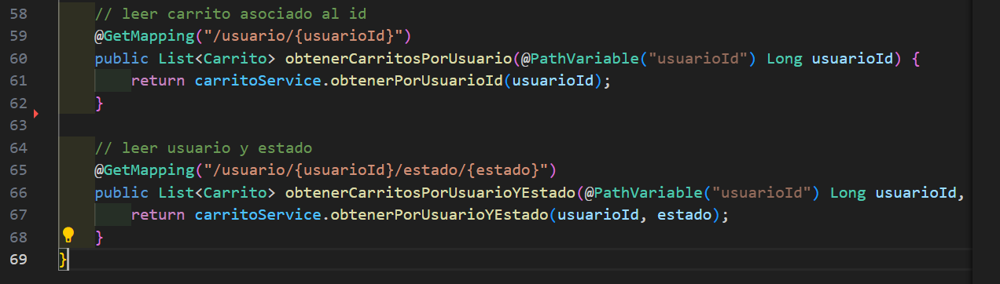 58 // leer carrito asociado al id
59 @GetMapping("/usuario/{usuarioId}")
60 public List<Carrito> obtenerCarritosPorUsuario(@PathVariable("usuarioId") Long usuarioId) {
61 return carritoService.obtenerPorUsuarioId(usuarioId);
62 }
63
64 // leer usuario y estado
65 @GetMapping("/usuario/{usuarioId}/estado/{estado}")
66 public List<Carrito> obtenerCarritosPorUsuarioYEstado(@PathVariable("usuarioId") Long usuarioId,
67 return carritoService.obtenerPorUsuarioYEstado(usuarioId, estado);
68 }
69 }